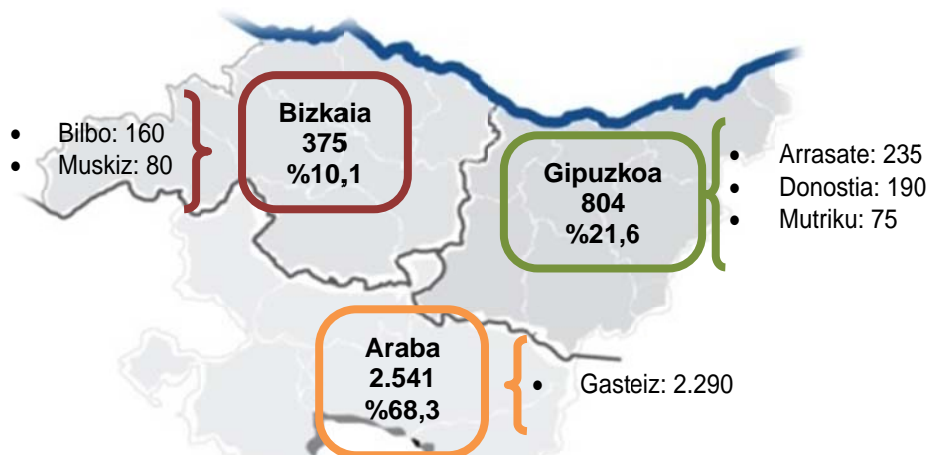 Bizkaia
375
%10,1
• Bilbo: 160
• Muskiz: 80
Gipuzkoa
804
%21,6
• Arrasate: 235
• Donostia: 190
• Mutriku: 75
Araba
2.541
%68,3
• Gasteiz: 2.290